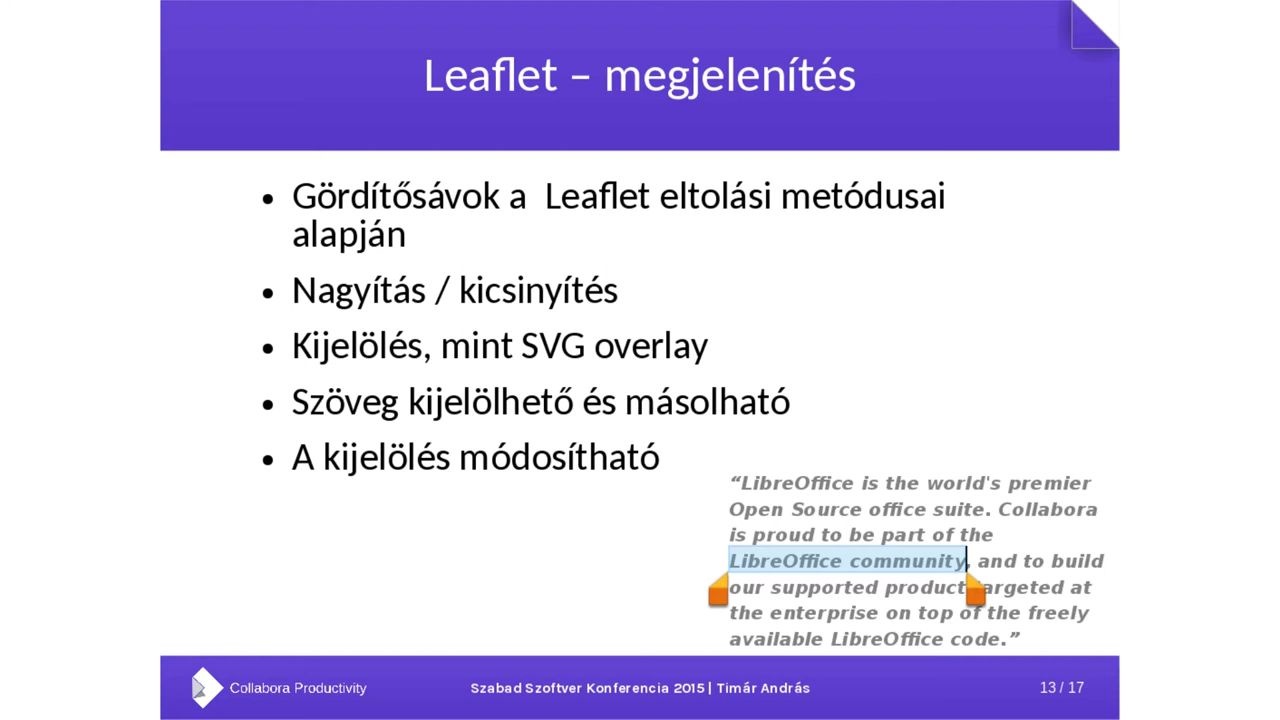 Leaflet – megjelenítés
• Gördítősávok a  Leaflet eltolási metódusai
alapján
• Nagyítás / kicsinyítés
• Kijelölés, mint SVG overlay
• Szöveg kijelölhető és másolható
• A kijelölés módosítható
“LibreOffice is the world's premier
Open Source office suite. Collabora
is proud to be part of the
LibreOffice community, and to build
our supported product targeted at
the enterprise on top of the freely
available LibreOffice code.”
Collabora Productivity
Szabad Szoftver Konferencia 2015 | Timár András
13 / 17